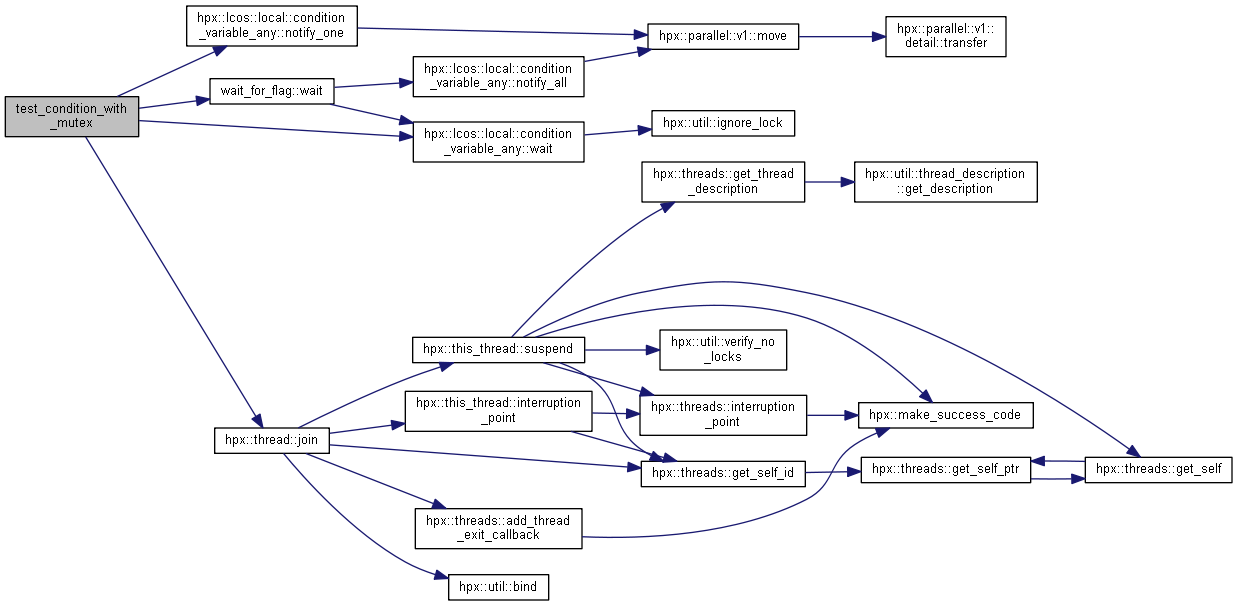 hpx::lcos::local::condition
_variable_any::notify_one
hpx::parallel::v1::move
hpx::parallel::v1::
detail::transfer
hpx::lcos::local::condition
_variable_any::notify_all
wait_for_flag::wait
test_condition_with
_mutex
hpx::lcos::local::condition
_variable_any::wait
hpx::util::ignore_lock
hpx::threads::get_thread
_description
hpx::util::thread_description
::get_description
hpx::this_thread::suspend
hpx::util::verify_no
_locks
hpx::this_thread::interruption
_point
hpx::threads::interruption
_point
hpx::make_success_code
hpx::thread::join
hpx::threads::get_self_id
hpx::threads::get_self_ptr
hpx::threads::get_self
hpx::threads::add_thread
_exit_callback
hpx::util::bind